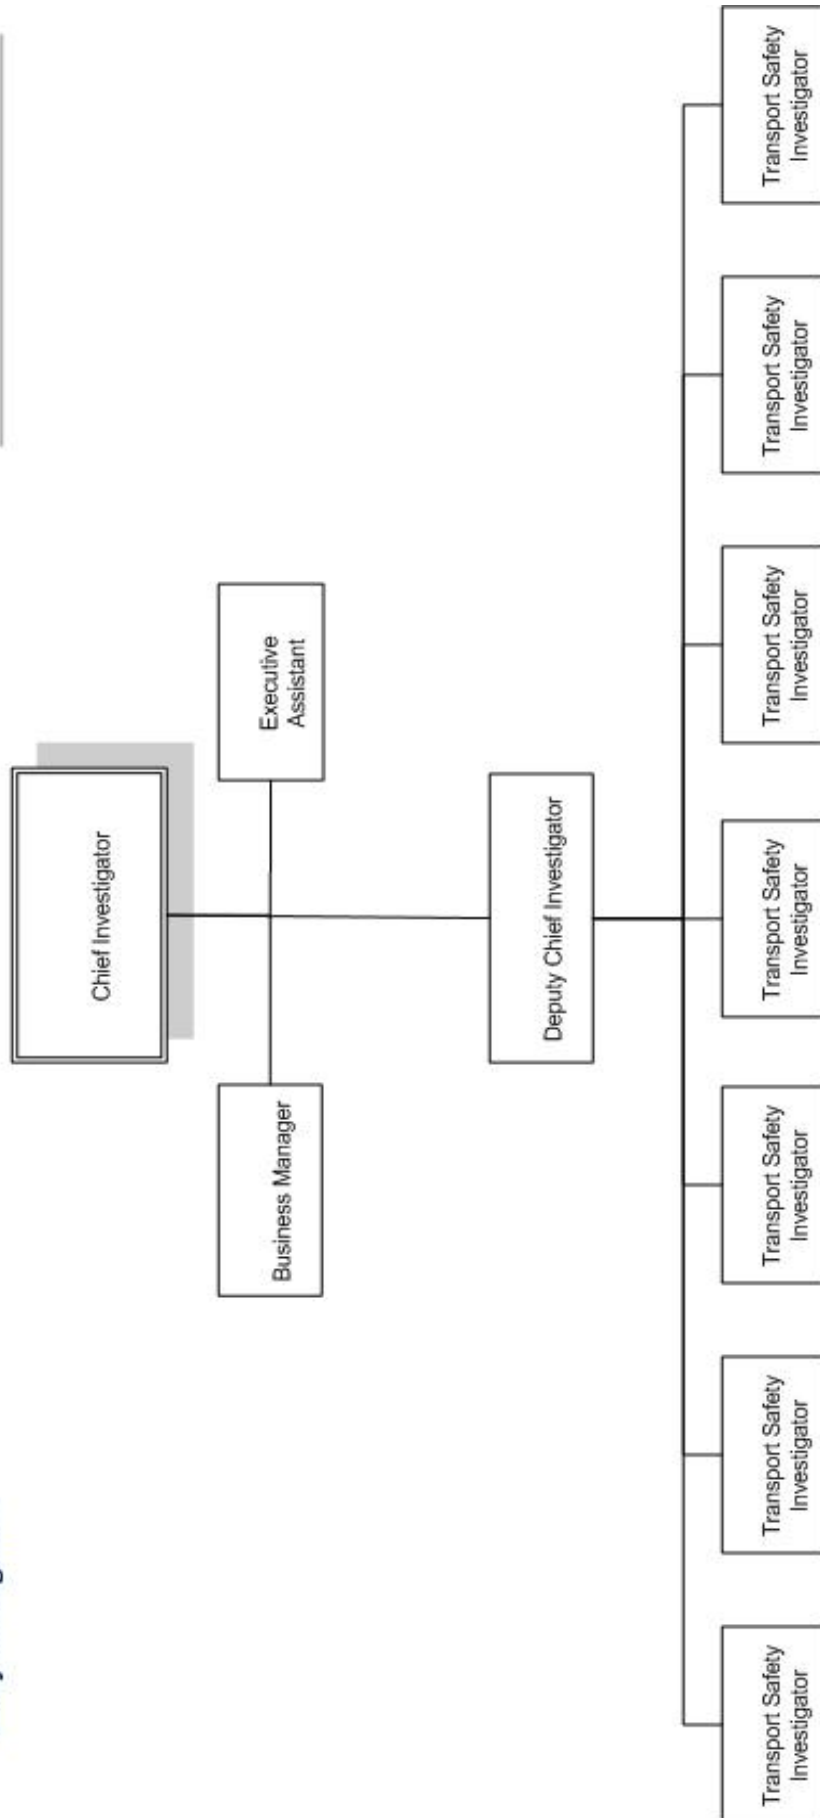 Chief Investigator
Business Manager
Executive
Assistant
Deputy Chief Investigator
Transport Safety
Investigator
Transport Safety
Investigator
Transport Safety
Investigator
Transport Safety
Investigator
Transport Safety
Investigator
Transport Safety
Investigator
Transport Safety
Investigator